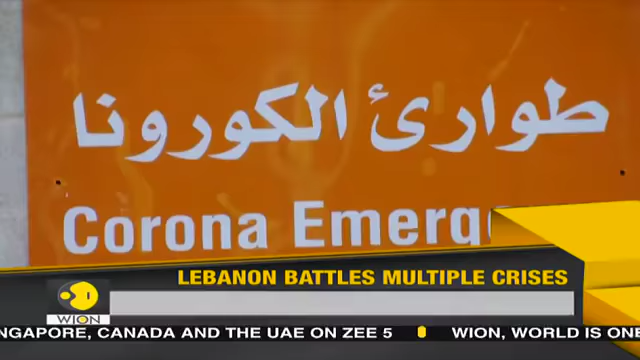 طوارئ الكورونا
Corona Emerg
LEBANON BATTLES MULTIPLE CRISES
WION
NGAPORE, CANADA AND THE UAE ON ZEE 5 WION, WORLD IS ONE